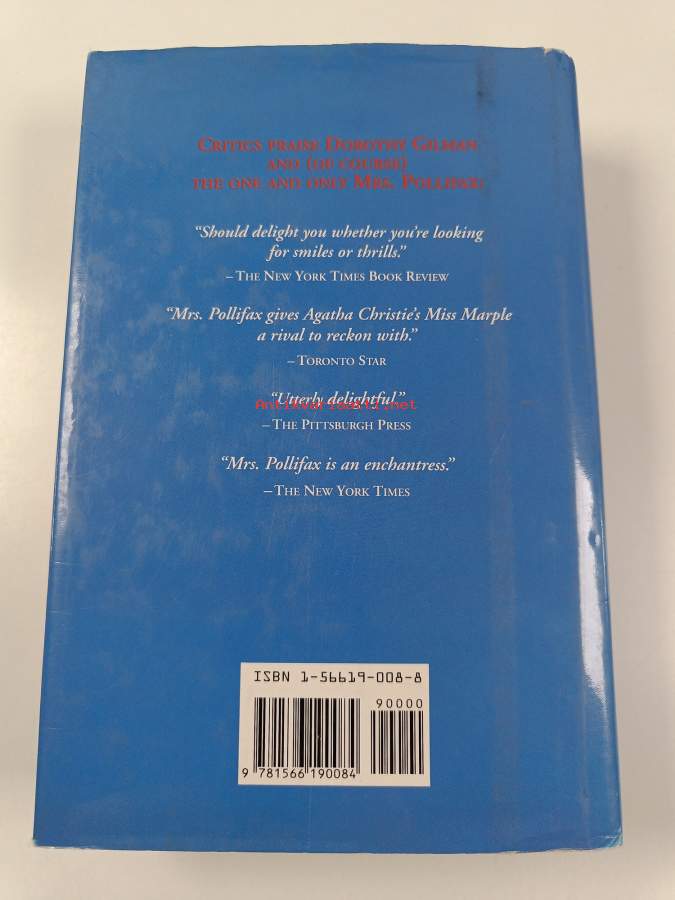 CRITICS PRAISE DOROTHY GILMAN
AND (OF COURSE)
THE ONE AND ONLY MRS. POLLIFAX:
“Should delight you whether you’re looking
for smiles or thrills.”
– THE NEW YORK TIMES BOOK REVIEW
“Mrs. Pollifax gives Agatha Christie’s Miss Marple
a rival to reckon with.”
– TORONTO STAR
“Utterly delightful”
Antikvariaatti.net
– THE PITTSBURGH PRESS
“Mrs. Pollifax is an enchantress.”
– THE NEW YORK TIMES
ISBN 1-56619-008-8
90000
9 781566 190084